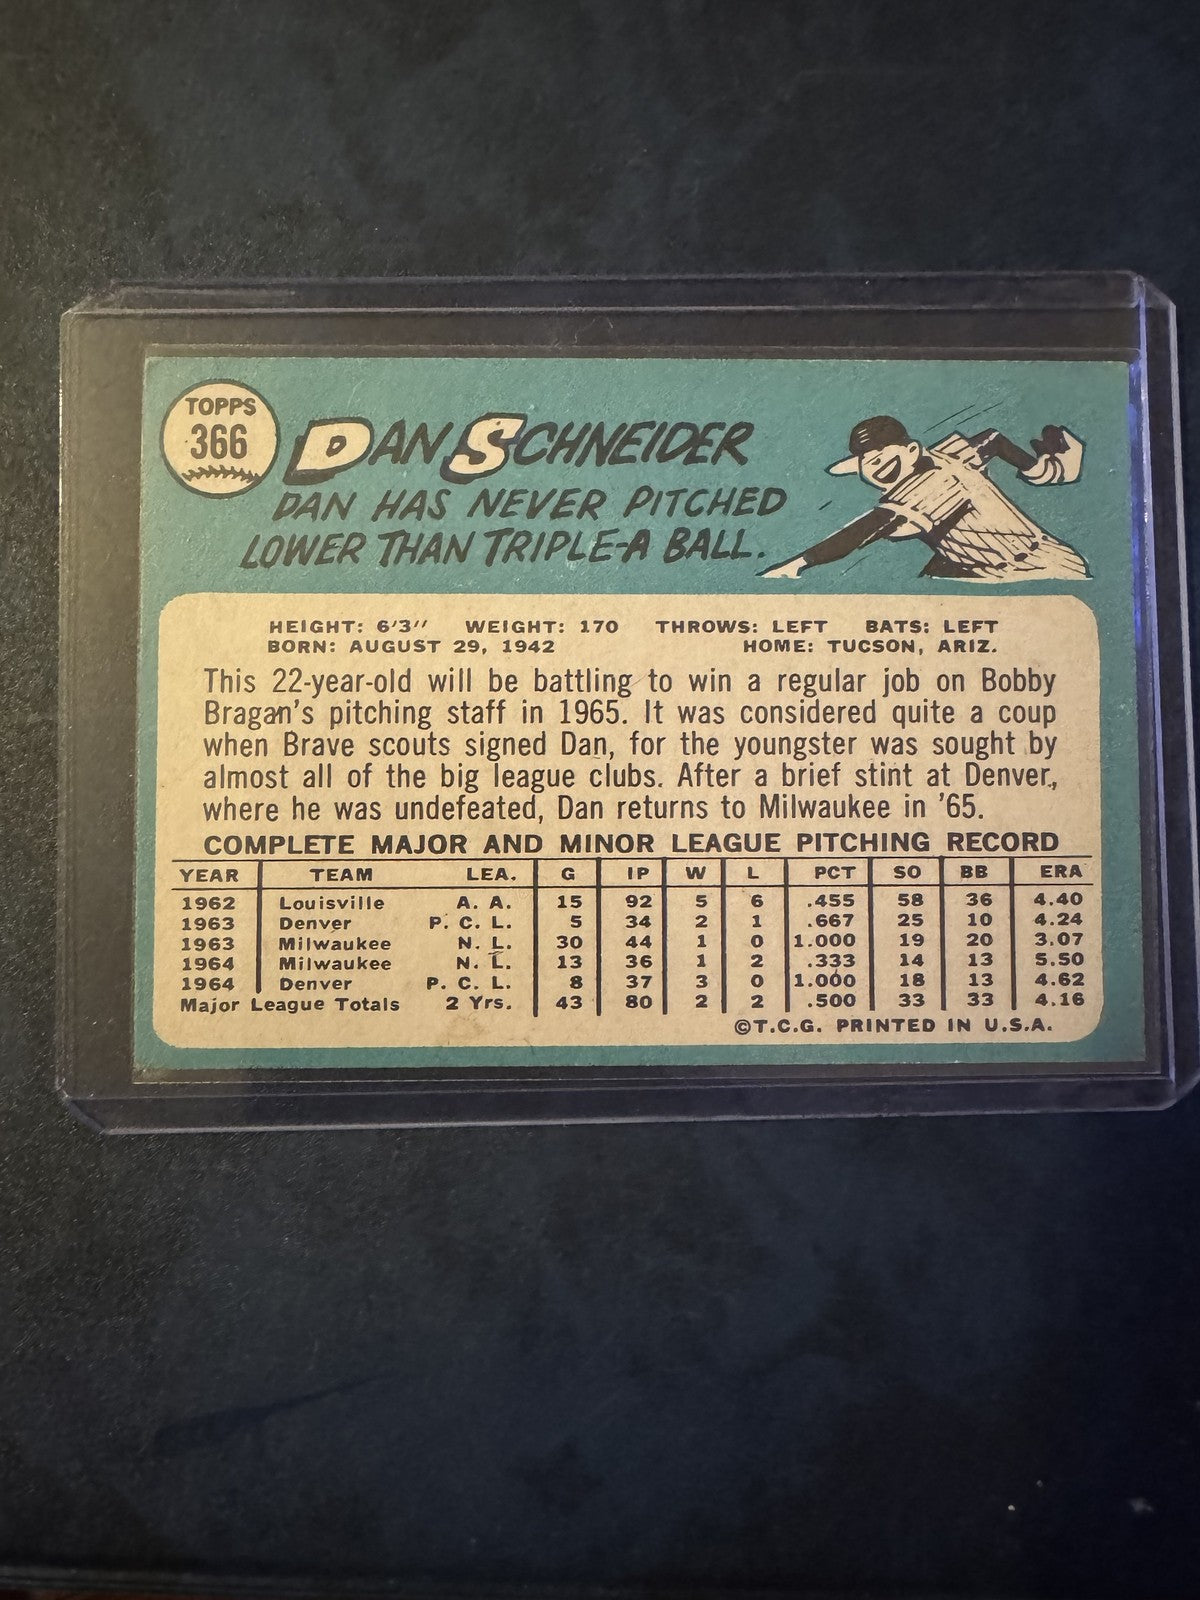 TOPPS
366
DAN SCHNEIDER
DAN HAS NEVER PITCHED
LOWER THAN TRIPLE-A BALL.
HEIGHT: 6'3" WEIGHT: 170 THROWS: LEFT BATS: LEFT
BORN: AUGUST 29, 1942 HOME: TUCSON, ARIZ.
This 22-year-old will be battling to win a regular job on Bobby
Bragan's pitching staff in 1965. It was considered quite a coup
when Brave scouts signed Dan, for the youngster was sought by
almost all of the big league clubs. After a brief stint at Denver,
where he was undefeated, Dan returns to Milwaukee in '65.
COMPLETE MAJOR AND MINOR LEAGUE PITCHING RECORD
YEAR TEAM LEA. G IP W L PCT SO BB ERA
1962 Louisville A. A. 15 92 5 6 .455 58 36 4.40
1963 Denver P. C. L. 5 34 2 1 .667 25 10 4.24
1963 Milwaukee N. L. 30 44 1 0 1.000 19 20 3.07
1964 Milwaukee N. L. 13 36 1 2 .333 14 13 5.50
1964 Denver P. C. L. 8 37 3 0 1.000 18 13 4.62
Major League Totals 2 Yrs. 43 80 2 2 .500 33 33 4.16
©T.C.G. PRINTED IN U.S.A.